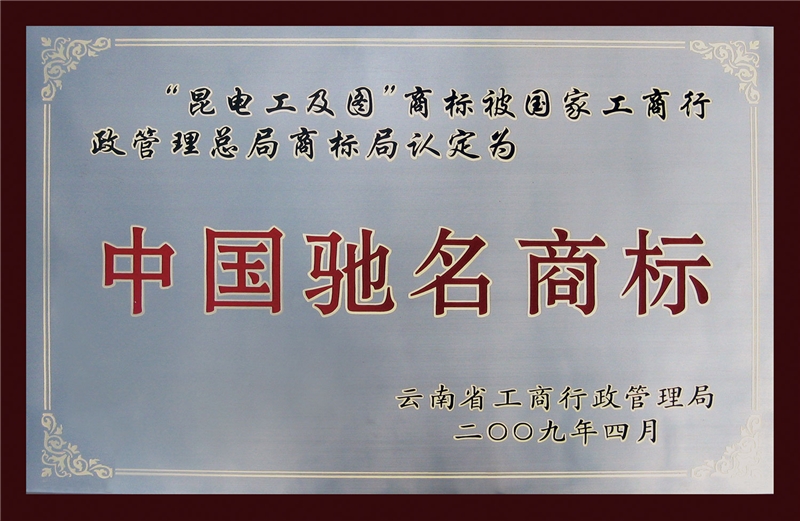 “昆电工及图”商标被国家工商行
政管理总局商标局认定为
中国驰名商标
云南省工商行政管理局
二〇〇九年四月